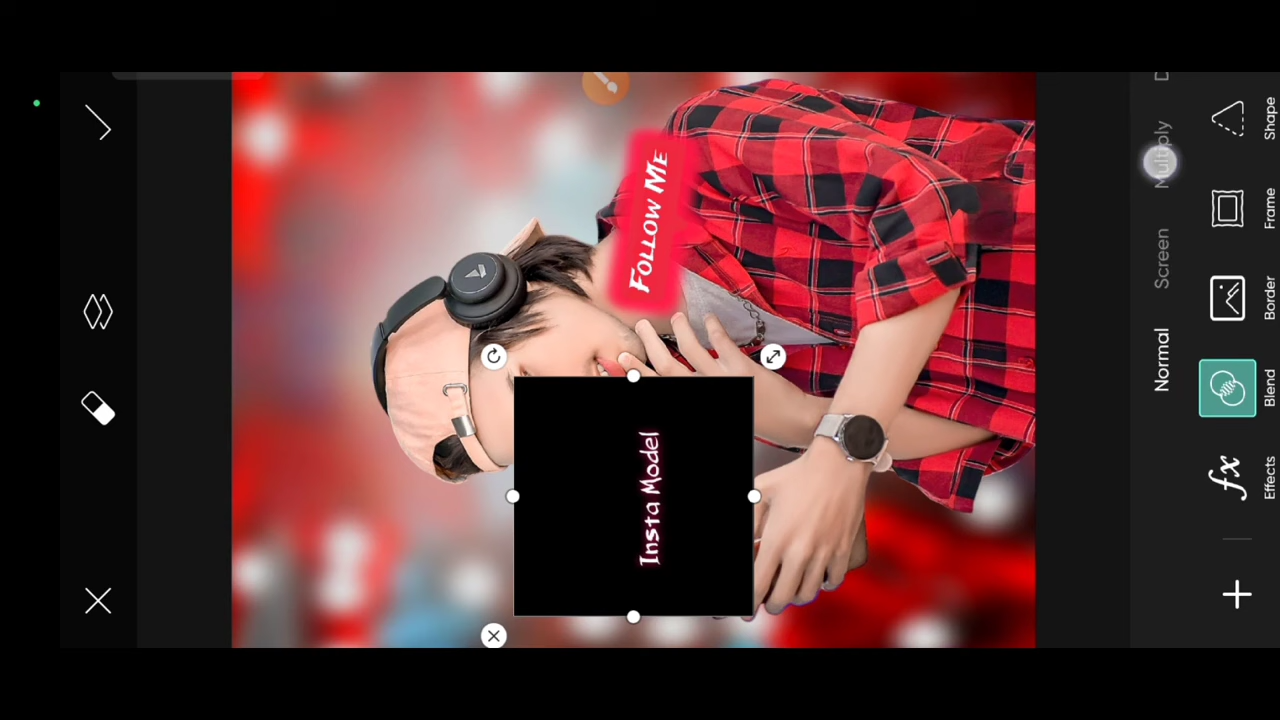 Follow Me
Insta Model
Normal
Screen
Multiply
Effects
Blend
Border
Frame
Shape